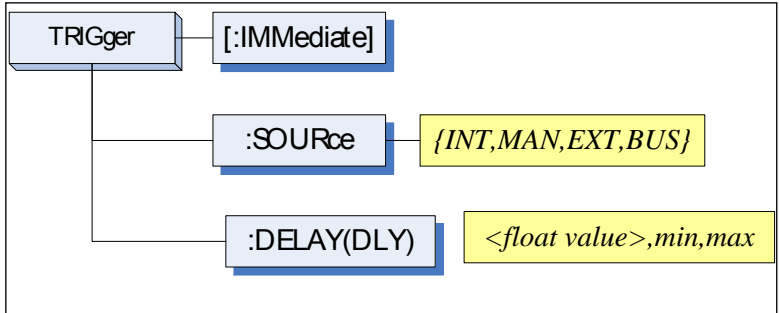 TRIGger
[:IMMediate]
:SOURce
{INT,MAN,EXT,BUS}
:DELAY(DLY)
<float value>,min,max